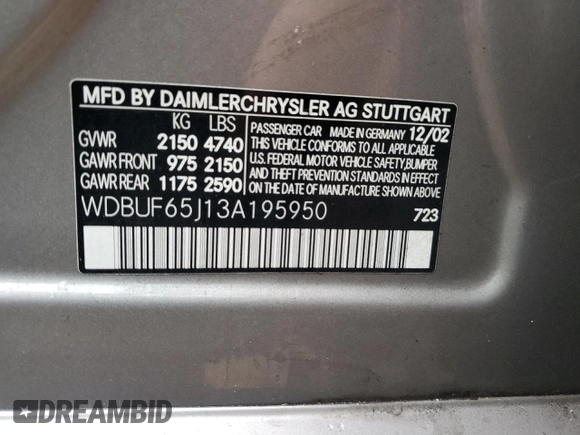 MFD BY DAIMLERCHRYSLER AG STUTTGART
KG LBS
GVWR 2150 4740
GAWR FRONT 975 2150
GAWR REAR 1175 2590
PASSENGER CAR MADE IN GERMANY 12/02
THIS VEHICLE CONFORMS TO ALL APPLICABLE
U.S. FEDERAL MOTOR VEHICLE SAFETY, BUMPER
AND THEFT PREVENTION STANDARDS IN EFFECT
ON THE DATE OF MANUFACTURE SHOWN ABOVE.
WDBUF65J13A195950 723
DREAMBID